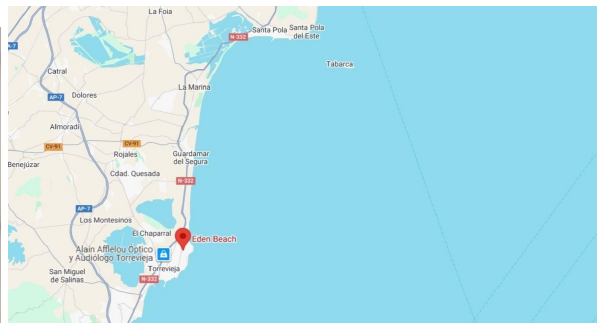 La Foia
Santa Pola
Santa Pola
del Este
N-332
A-7
Tabarca
Catral
La Marina
AP-7
Dolores
Almoradí
CV-91
CV-91
Rojales
Guardamar
del Segura
Benejúzar
Cdad. Quesada
N-332
AP-7
Los Montesinos
El Chaparral
Eden Beach
Alain Afflelou Óptico
y Audiólogo Torrevieja
Torrevieja
San Miguel
de Salinas
N-332